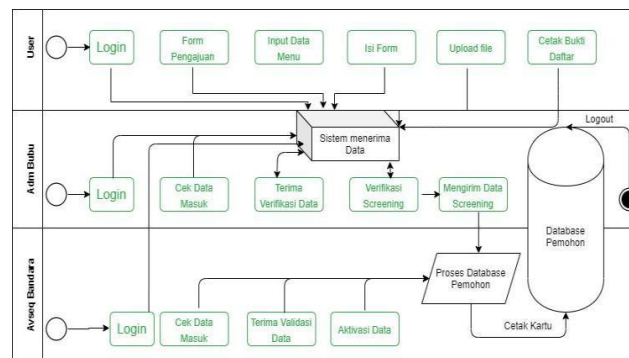 User
Login
Form
Pengajuan
Input Data
Menu
Isi Form
Upload file
Cetak Bukti
Daftar
Logout
Adm Bubu
Sistem menerima
Data
Login
Cek Data
Masuk
Terima
Verifikasi Data
Verifikasi
Screening
Mengirim Data
Screening
Database
Pemohon
Avseq Bandara
Proses Database
Pemohon
Login
Cek Data
Masuk
Terima Validasi
Data
Aktivasi Data
Cetak Kartu